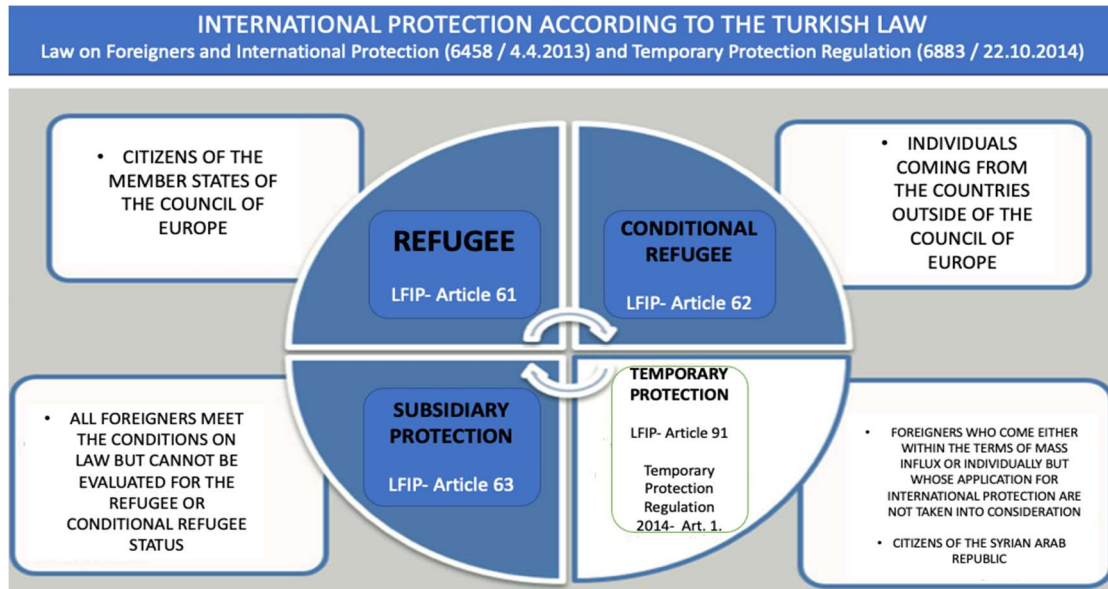 INTERNATIONAL PROTECTION ACCORDING TO THE TURKISH LAW
Law on Foreigners and International Protection (6458 / 4.4.2013) and Temporary Protection Regulation (6883 / 22.10.2014)
• CITIZENS OF THE
MEMBER STATES OF
THE COUNCIL OF
EUROPE
REFUGEE
LFIP- Article 61
CONDITIONAL
REFUGEE
LFIP- Article 62
• INDIVIDUALS
COMING FROM
THE COUNTRIES
OUTSIDE OF THE
COUNCIL OF
EUROPE
• ALL FOREIGNERS MEET
THE CONDITIONS ON
LAW BUT CANNOT BE
EVALUATED FOR THE
REFUGEE OR
CONDITIONAL REFUGEE
STATUS
SUBSIDIARY
PROTECTION
LFIP- Article 63
TEMPORARY
PROTECTION
LFIP- Article 91
Temporary
Protection
Regulation
2014- Art. 1.
• FOREIGNERS WHO COME EITHER
WITHIN THE TERMS OF MASS
INFLUX OR INDIVIDUALLY BUT
WHOSE APPLICATION FOR
INTERNATIONAL PROTECTION ARE
NOT TAKEN INTO CONSIDERATION
• CITIZENS OF THE SYRIAN ARAB
REPUBLIC